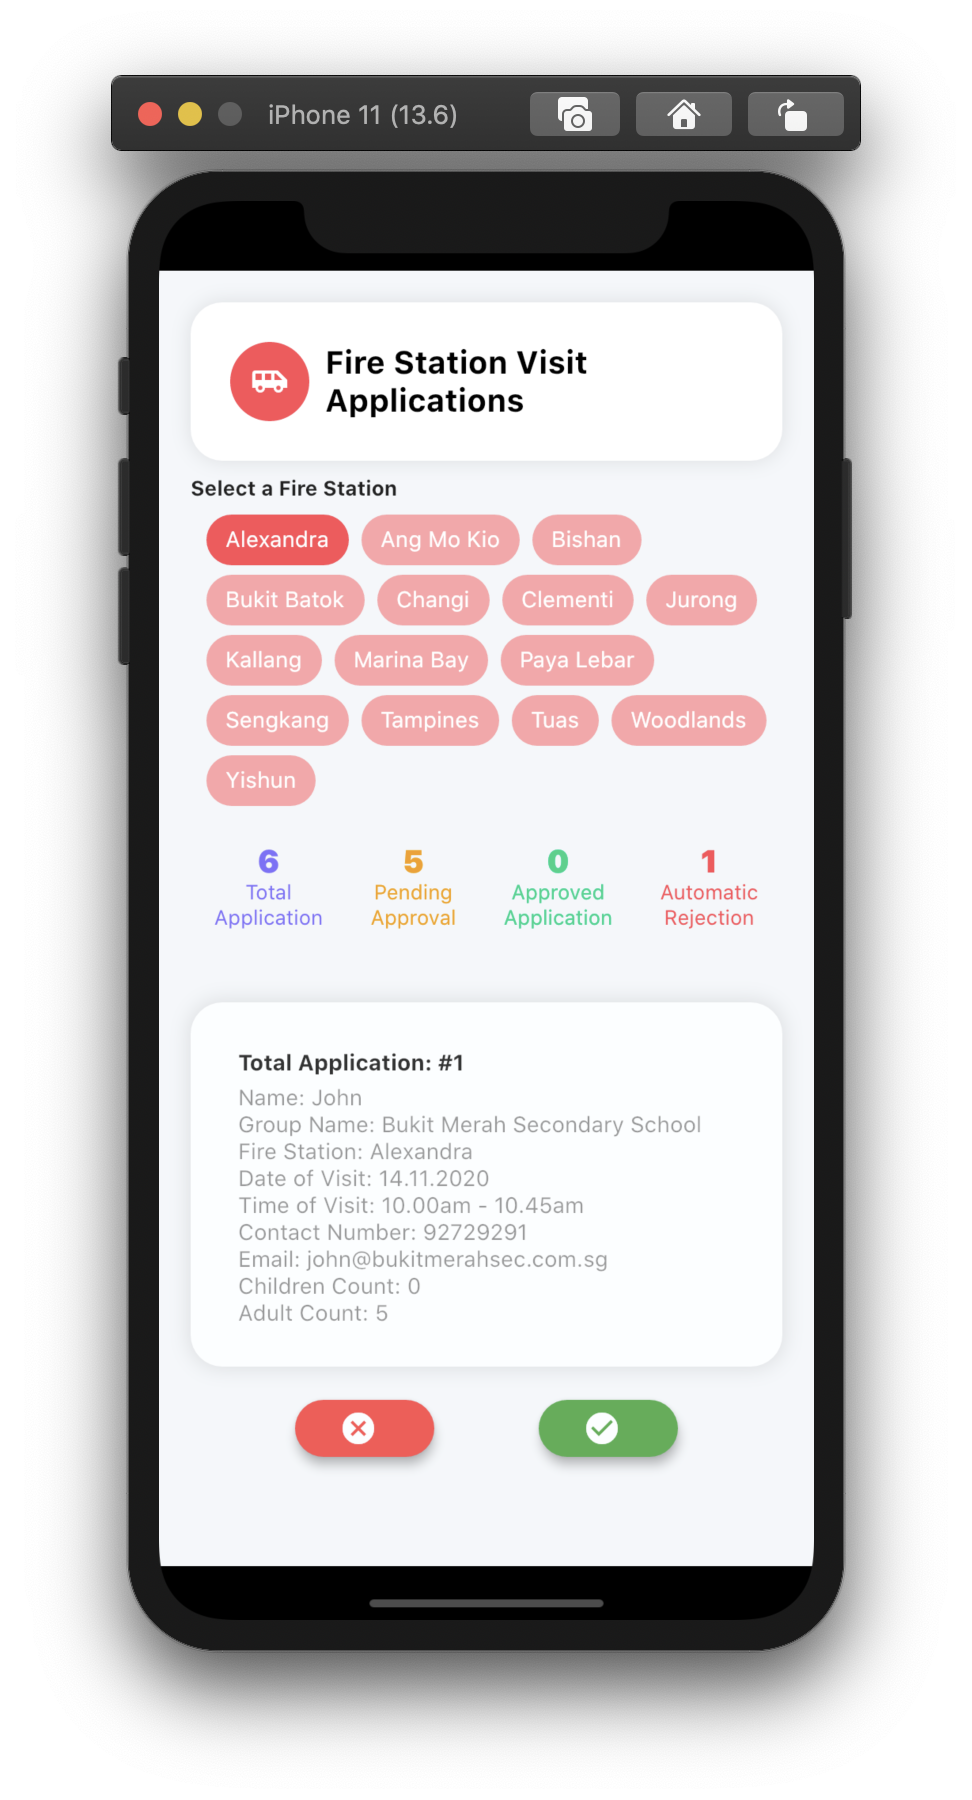 iPhone 11 (13.6)
Fire Station Visit
Applications
Select a Fire Station
Alexandra Ang Mo Kio Bishan
Bukit Batok Changi Clementi Jurong
Kallang Marina Bay Paya Lebar
Sengkang Tampines Tuas Woodlands
Yishun
6 5 0 1
Total Pending Approved Automatic
Application Approval Application Rejection
Total Application: #1
Name: John
Group Name: Bukit Merah Secondary School
Fire Station: Alexandra
Date of Visit: 14.11.2020
Time of Visit: 10.00am - 10.45am
Contact Number: 92729291
Email: john@bukitmerahsec.com.sg
Children Count: 0
Adult Count: 5